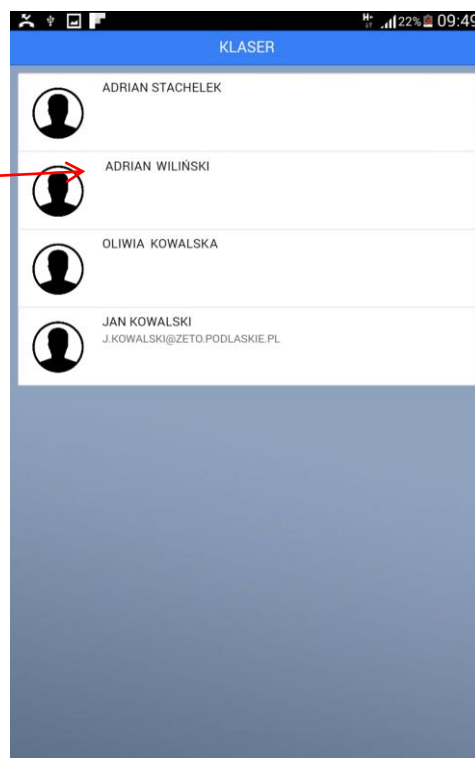 H+ 22% 09:49
KLASER
ADRIAN STACHELEK
ADRIAN WILIŃSKI
OLIWIA KOWALSKA
JAN KOWALSKI
J.KOWALSKI@ZETO.PODLASKIE.PL